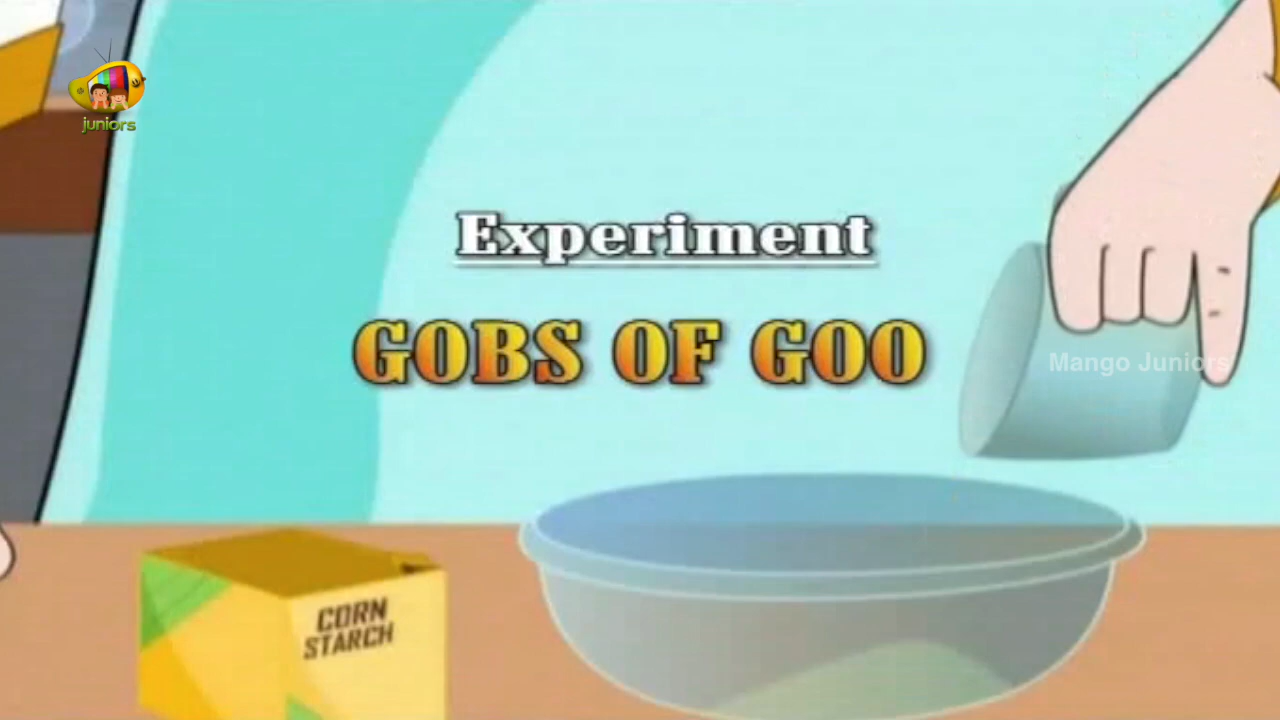 juniors
Experiment
GOBS OF GOO
Mango Juniors
CORN
STARCH